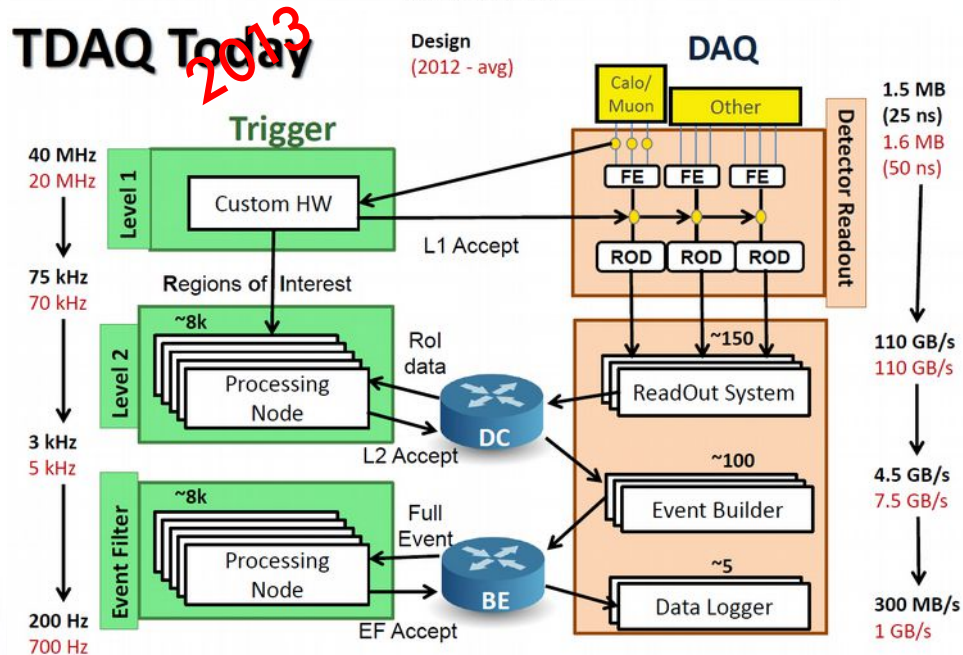 TDAQ Today
2013
Design
(2012 - avg)
DAQ
Trigger
40 MHz
20 MHz
75 kHz
70 kHz
3 kHz
5 kHz
200 Hz
700 Hz
Level 1
Custom HW
L1 Accept
Regions of Interest
Level 2
~8k
Processing
Node
RoI
data
L2 Accept
DC
Event Filter
~8k
Processing
Node
Full
Event
EF Accept
BE
Calo/
Muon
Other
FE
FE
FE
ROD
ROD
ROD
Detector Readout
~150
ReadOut System
~100
Event Builder
~5
Data Logger
1.5 MB
(25 ns)
1.6 MB
(50 ns)
110 GB/s
110 GB/s
4.5 GB/s
7.5 GB/s
300 MB/s
1 GB/s